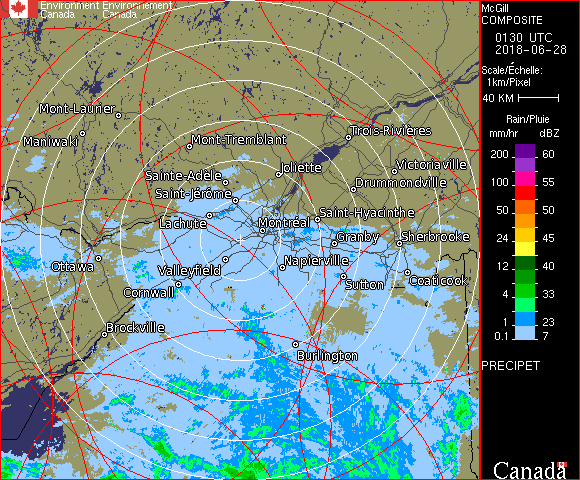 Environment Environnement
Canada Canada
McGill
COMPOSITE
0130 UTC
2018-06-28
Scale/Échelle:
1km/Pixel
40 KM
Rain/Pluie
mm/hr dBZ
200 60
100 55
50 50
24 45
12 40
4 33
1 23
0.1 7
PRECIPET
Canada
Mont-Laurier
Maniwaki
Mont-Tremblant
Trois-Rivières
Joliette
Victoriaville
Sainte-Adèle
Drummondville
Saint-Jérôme
Lachute
Montréal
Saint-Hyacinthe
Granby
Sherbrooke
Ottawa
Valleyfield
Napierville
Coaticook
Sutton
Cornwall
Brockville
Burlington